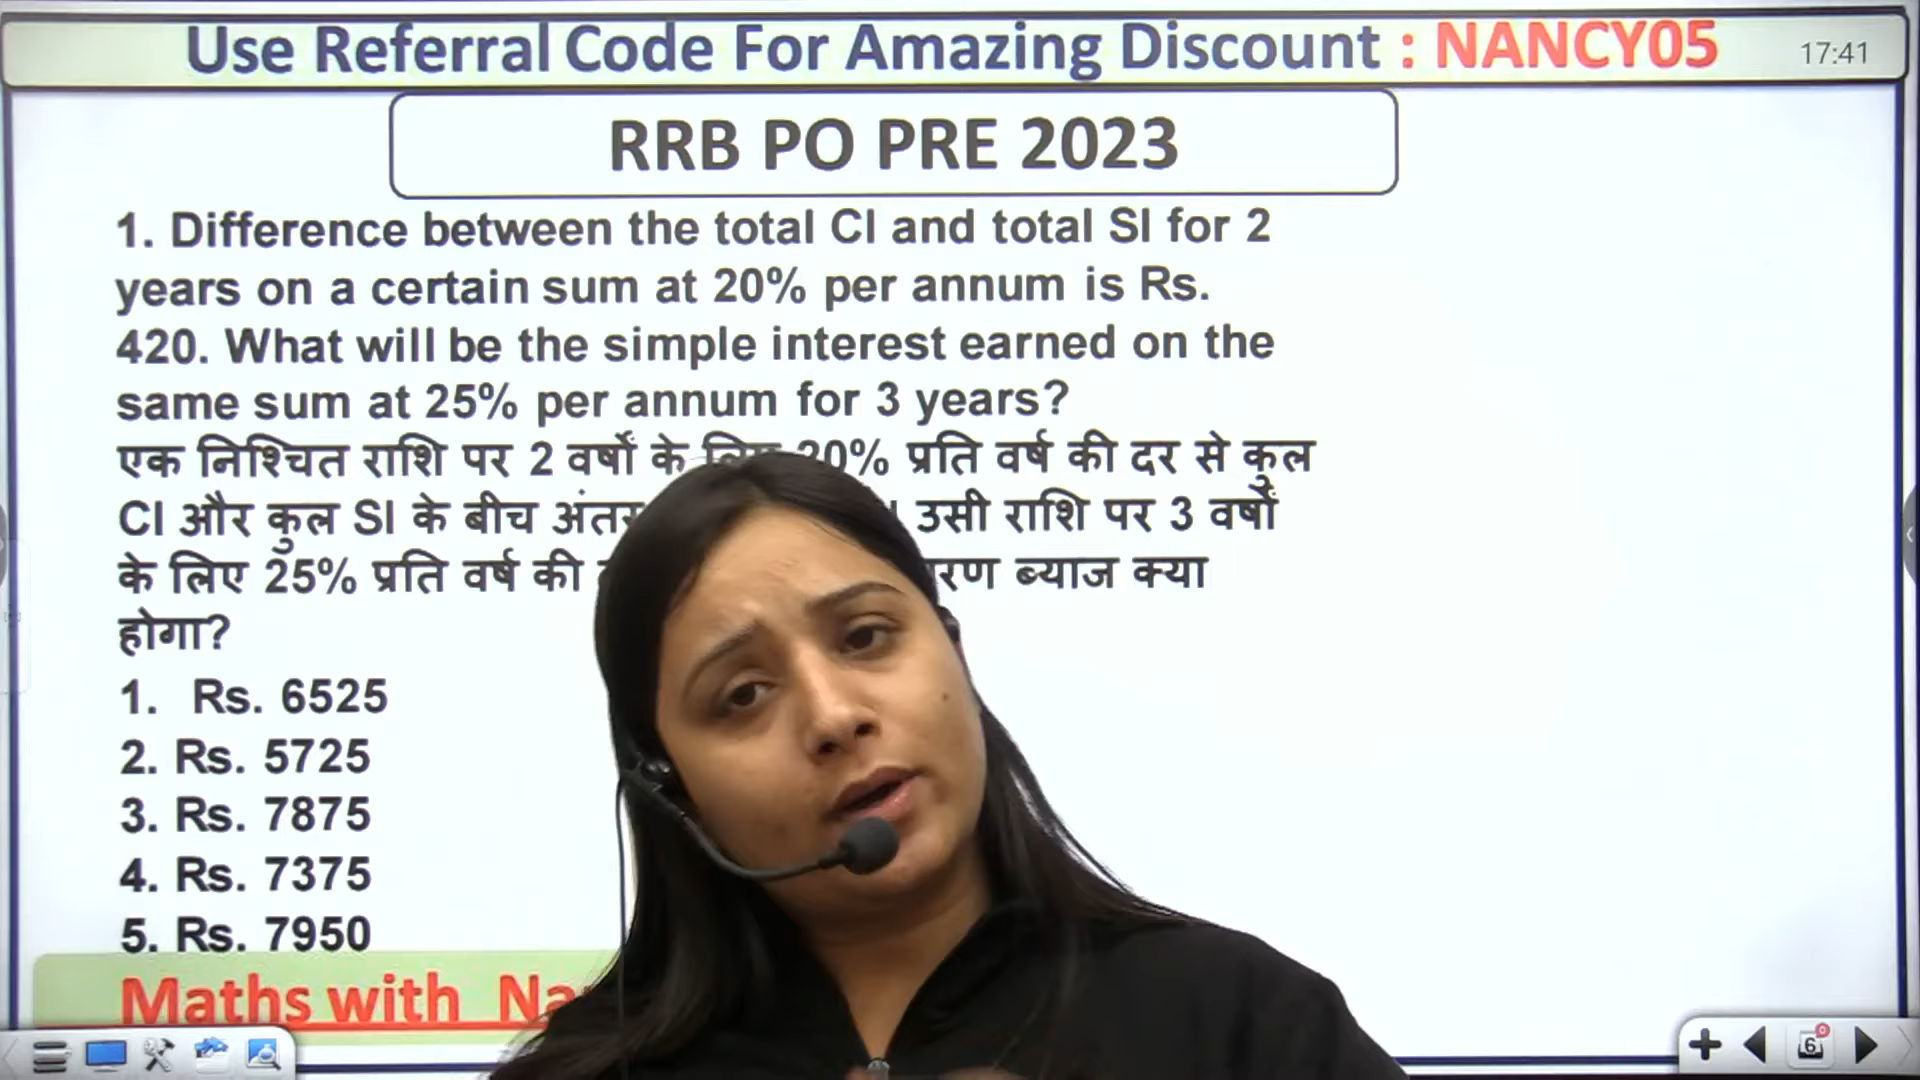 Use Referral Code For Amazing Discount : NANCY05
17:41
RRB PO PRE 2023
1. Difference between the total CI and total SI for 2
years on a certain sum at 20% per annum is Rs.
420. What will be the simple interest earned on the
same sum at 25% per annum for 3 years?
एक निश्चित राशि पर 2 वर्षों के लिए 20% प्रति वर्ष की दर से कुल
CI और कुल SI के बीच अंतर उसी राशि पर 3 वर्षों
के लिए 25% प्रति वर्ष की ब्याज क्या
होगा?
1. Rs. 6525
2. Rs. 5725
3. Rs. 7875
4. Rs. 7375
5. Rs. 7950
Maths with
6